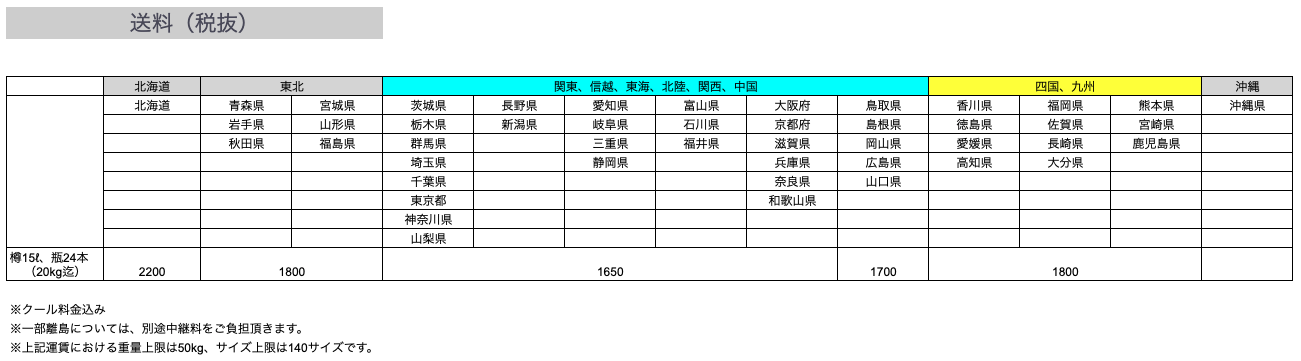 送料（税抜）
北海道 東北 関東、信越、東海、北陸、関西、中国 四国、九州 沖縄
北海道 青森県 宮城県 茨城県 長野県 愛知県 富山県 大阪府 鳥取県 香川県 福岡県 熊本県 沖縄県
岩手県 山形県 栃木県 新潟県 岐阜県 石川県 京都府 島根県 徳島県 佐賀県 宮崎県
秋田県 福島県 群馬県 三重県 福井県 滋賀県 岡山県 愛媛県 長崎県 鹿児島県
埼玉県 静岡県 兵庫県 広島県 高知県 大分県
千葉県 奈良県 山口県
東京都 和歌山県
神奈川県
山梨県
樽15ℓ、瓶24本
（20kg迄） 2200 1800 1650 1700 1800
※クール料金込み
※一部離島については、別途中継料をご負担頂きます。
※上記運賃における重量上限は50kg、サイズ上限は140サイズです。